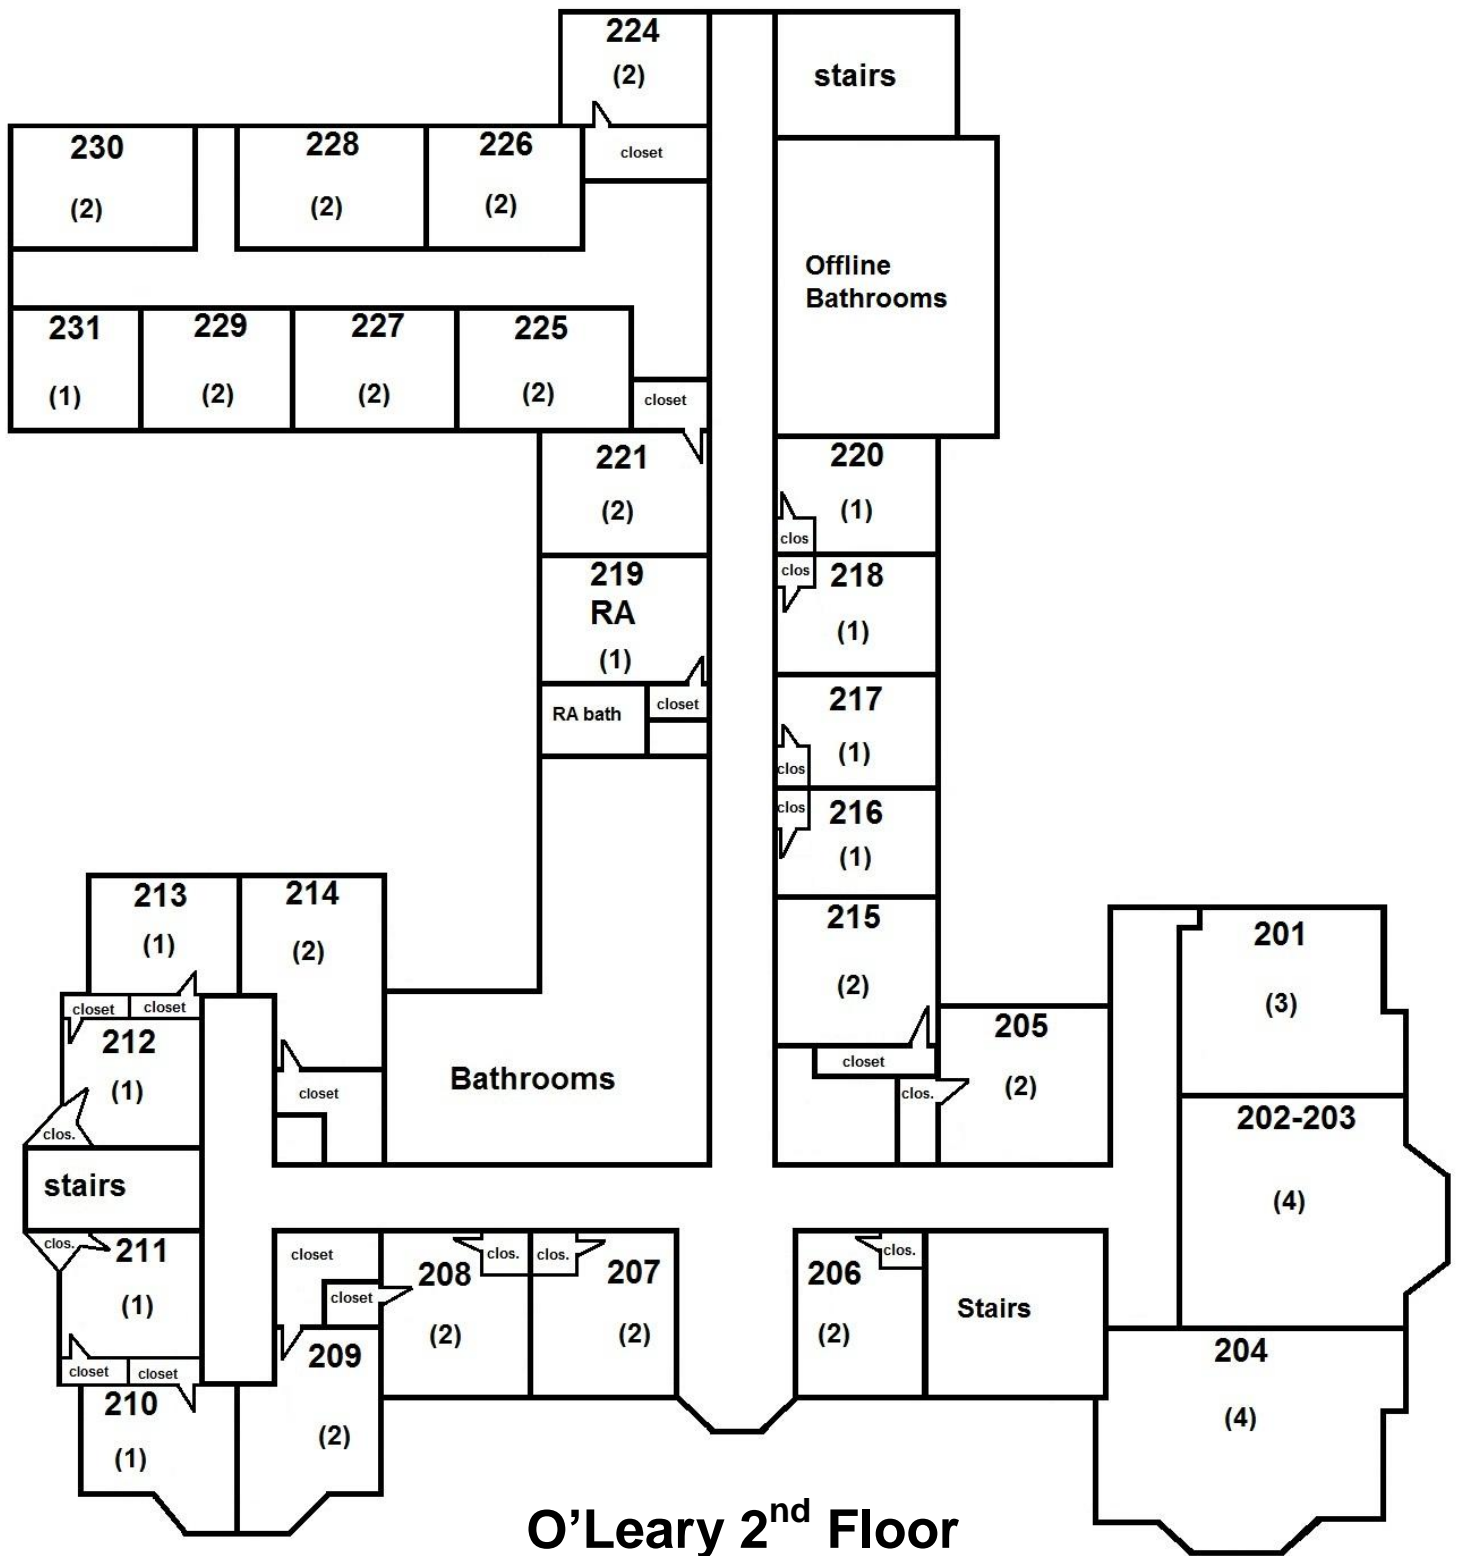 224
(2)
stairs
closet
230
(2)
228
(2)
226
(2)
Offline
Bathrooms
231
(1)
229
(2)
227
(2)
225
(2)
closet
221
(2)
220
(1)
clos
clos
218
(1)
219
RA
(1)
RA bath
closet
217
(1)
clos
clos
216
(1)
215
(2)
closet
clos.
205
(2)
213
(1)
214
(2)
closet
closet
212
(1)
clos.
closet
Bathrooms
201
(3)
202-203
(4)
stairs
clos.
211
(1)
closet
closet
closet
closet
208
(2)
clos.
clos.
207
(2)
206
(2)
clos.
Stairs
204
(4)
209
(2)
210
(1)
O'Leary 2nd Floor